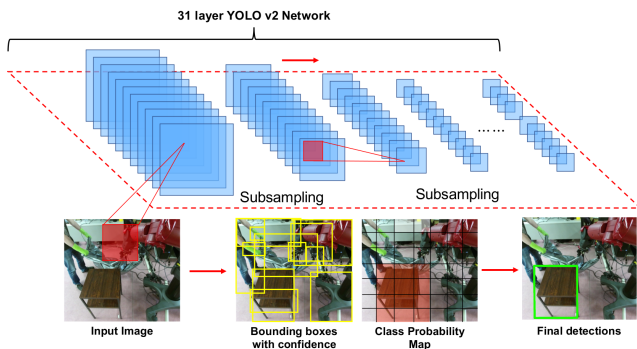 31 layer YOLO v2 Network
Subsampling
Subsampling
Input Image
Bounding boxes
with confidence
Class Probability
Map
Final detections